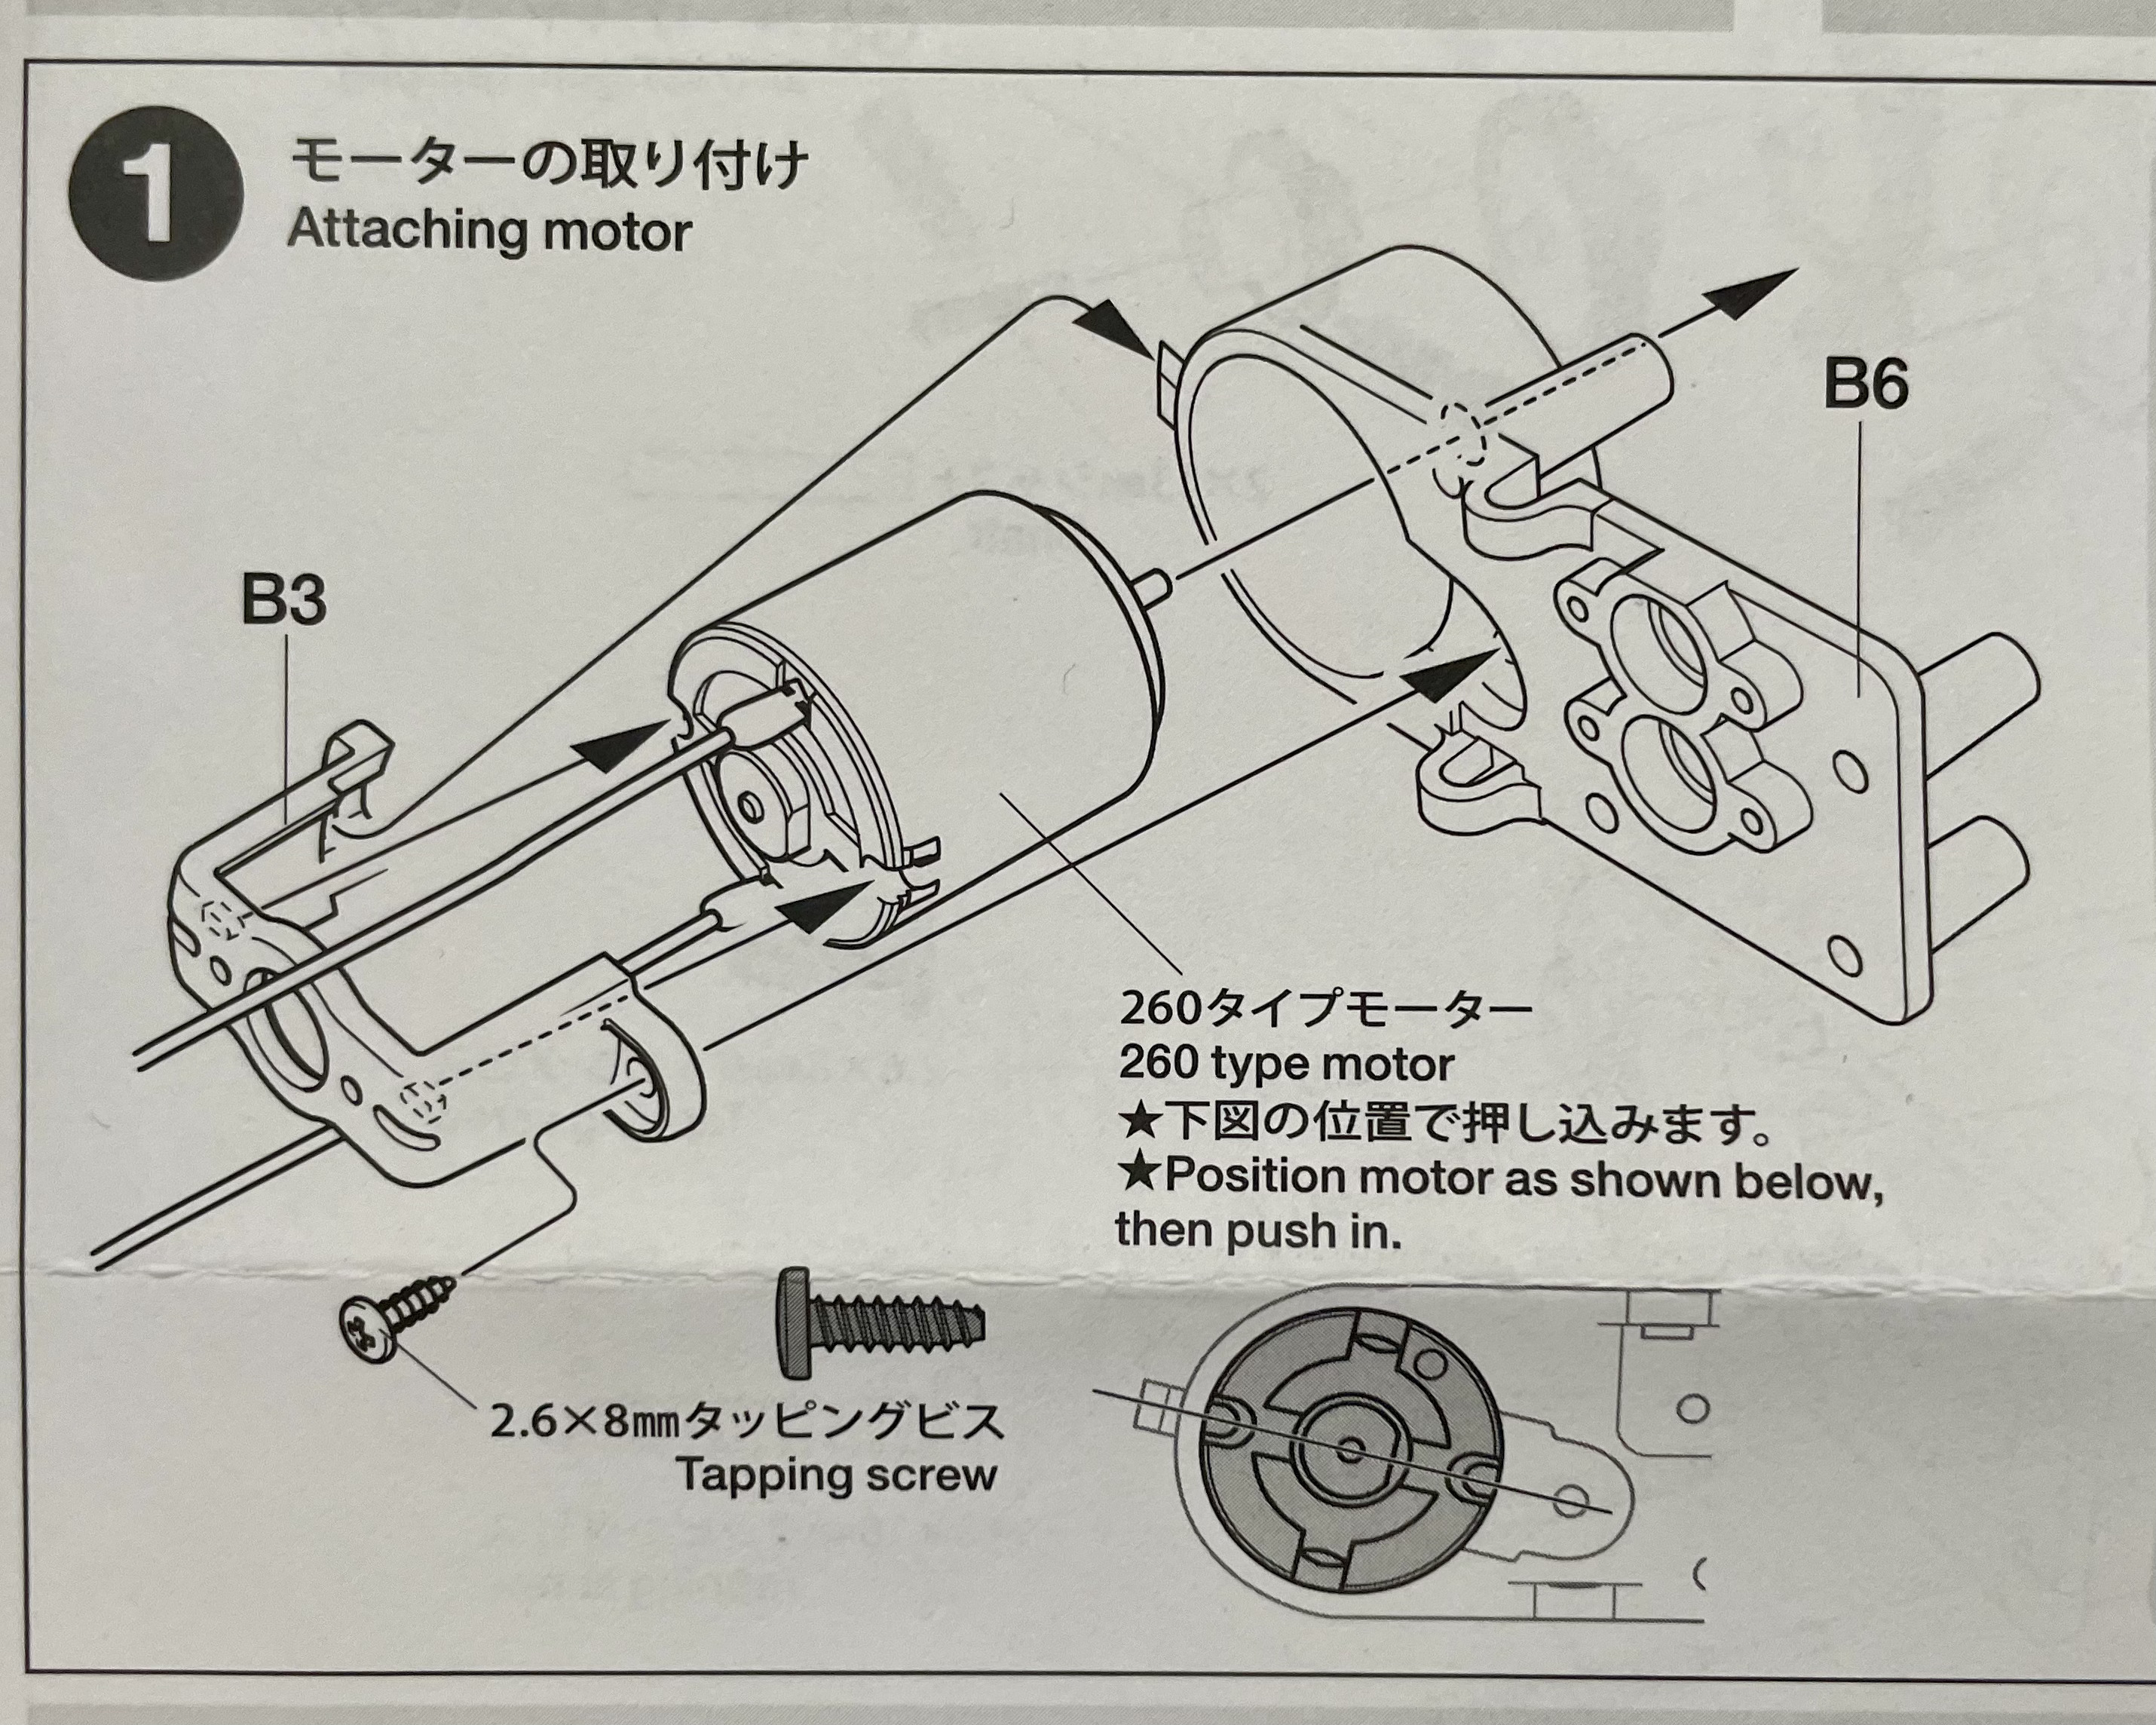 1
モーターの取り付け
Attaching motor
B6
B3
260タイプモーター
260 type motor
★下図の位置で押し込みます。
★Position motor as shown below,
then push in.
2.6×8㎜タッピングビス
Tapping screw